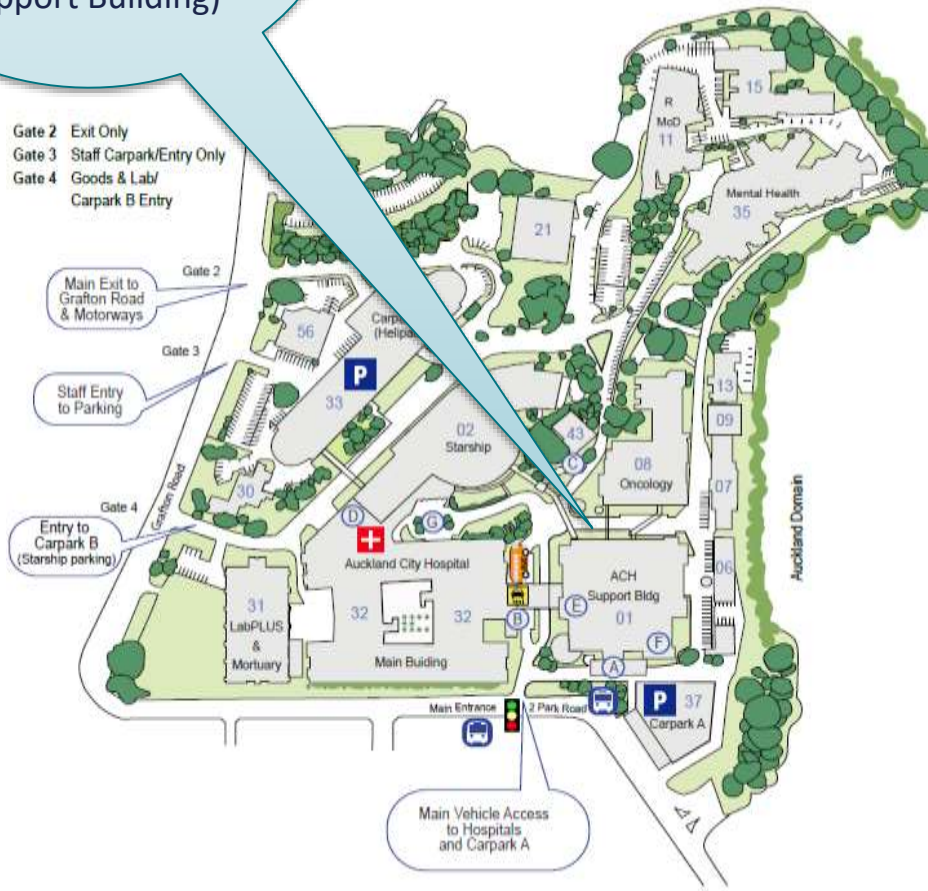 pport Building)
Gate 2 Exit Only
Gate 3 Staff Carpark/Entry Only
Gate 4 Goods & Lab/
Carpark B Entry
R
McD
11
15
Mental Health
35
21
Gate 2
Main Exit to
Grafton Road
& Motorways
56
(Helipa
Gate 3
P
33
Staff Entry
to Parking
02
Starship
43
C
13
09
08
Oncology
07
30
Grafton Road
Gate 4
Entry to
Carpark B
(Starship parking)
D
G
Auckland City Hospital
Auckland Domain
06
31
LabPLUS
&
Mortuary
32
32
Main Buiding
B
ACH
Support Bldg
E
01
F
A
Main Entrance
2 Park Road
P
37
Carpark A
Main Vehicle Access
to Hospitals
and Carpark A